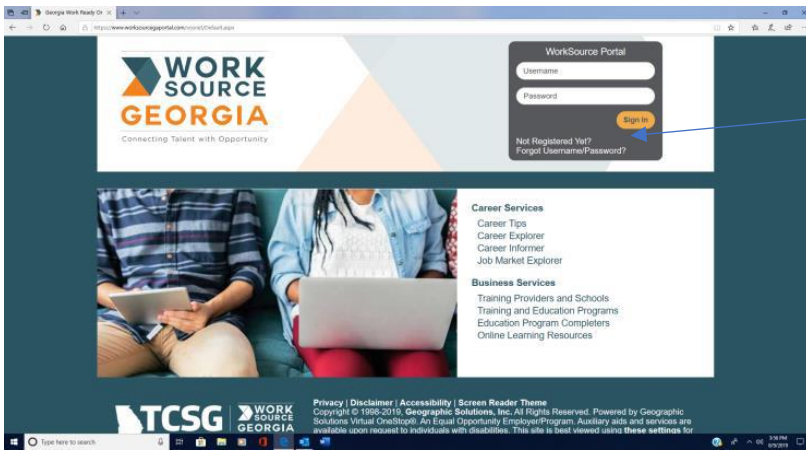 Georgia Work Ready On
https://www.worksourcegaportal.com/vosnet/Default.aspx
WORK
SOURCE
GEORGIA
Connecting Talent with Opportunity
WorkSource Portal
Username
Password
Sign In
Not Registered Yet?
Forgot Username/Password?
Career Services
Career Tips
Career Explorer
Career Informer
Job Market Explorer
Business Services
Training Providers and Schools
Training and Education Programs
Education Program Completers
Online Learning Resources
TCSG
WORK
SOURCE
GEORGIA
Privacy | Disclaimer | Accessibility | Screen Reader Theme
Copyright © 1998-2019, Geographic Solutions, Inc. All Rights Reserved. Powered by Geographic
Solutions Virtual OneStop®. An Equal Opportunity Employer/Program. Auxiliary aids and services are
available upon request to individuals with disabilities. This site is best viewed using these settings for
Type here to search